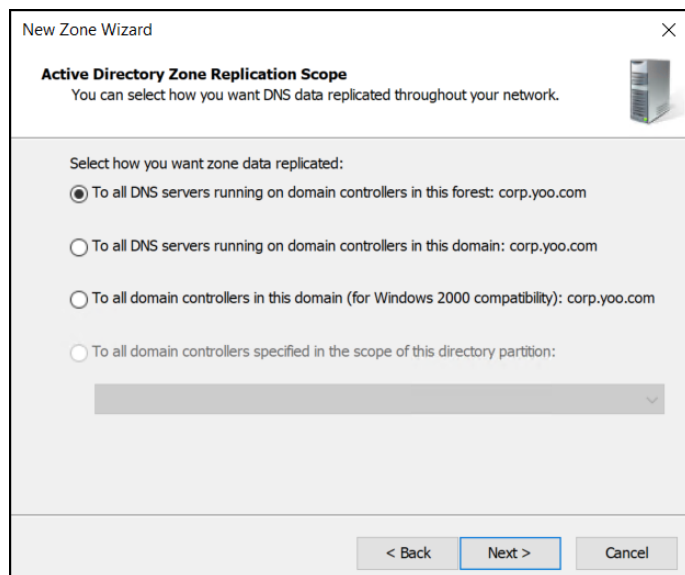 New Zone Wizard
Active Directory Zone Replication Scope
You can select how you want DNS data replicated throughout your network.
Select how you want zone data replicated:
To all DNS servers running on domain controllers in this forest: corp.yoo.com
To all DNS servers running on domain controllers in this domain: corp.yoo.com
To all domain controllers in this domain (for Windows 2000 compatibility): corp.yoo.com
To all domain controllers specified in the scope of this directory partition:
< Back Next > Cancel